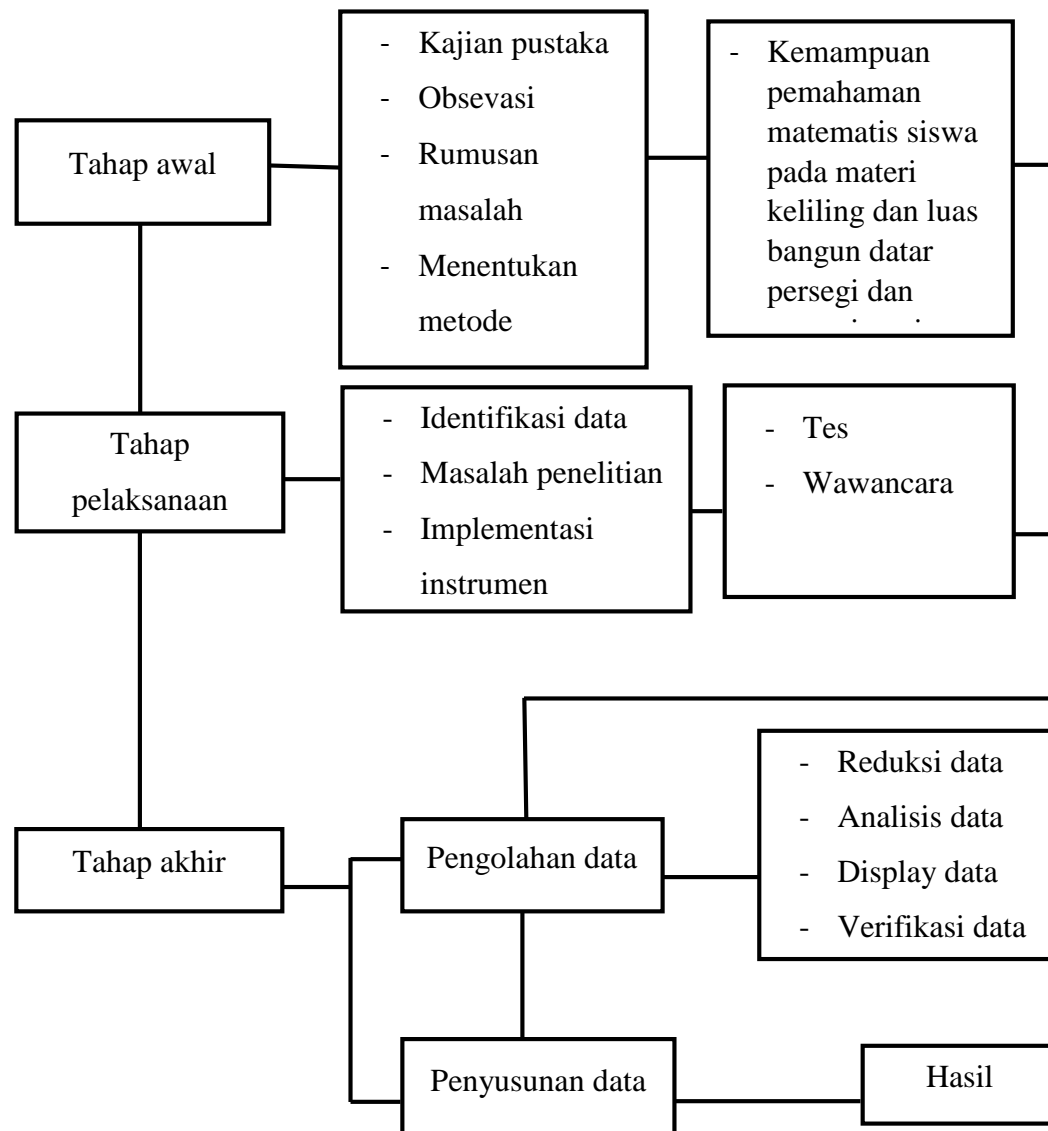 Tahap awal
- Kajian pustaka
- Obsevasi
- Rumusan
masalah
- Menentukan
metode
- Kemampuan
pemahaman
matematis siswa
pada materi
keliling dan luas
bangun datar
persegi dan
Tahap
pelaksanaan
- Identifikasi data
- Masalah penelitian
- Implementasi
instrumen
- Tes
- Wawancara
Tahap akhir
Pengolahan data
- Reduksi data
- Analisis data
- Display data
- Verifikasi data
Penyusunan data
Hasil